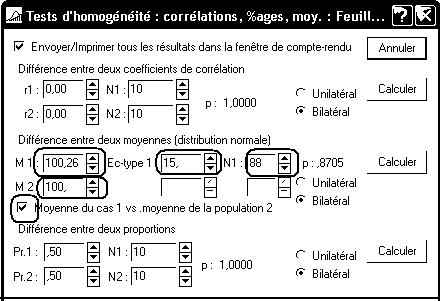 Tests d'homogénéité : corrélations, %ages, moy. : Feuill... ?
Envoyer/Imprimer tous les résultats dans la fenêtre de compte-rendu Annuler
Différence entre deux coefficients de corrélation
r1 : 0,00 N1 : 10 Unilatéral Calculer
p : 1,0000
r2 : 0,00 N2 : 10 Bilatéral
Différence entre deux moyennes (distribution normale)
M 1 : 100,26 Ec-type 1 15, N1 : 88 p : ,8705 Calculer
M 2 100, Unilatéral
Bilatéral
Moyenne du cas 1 vs .moyenne de la population 2
Différence entre deux proportions
Pr.1 : ,50 N1 : 10 Unilatéral Calculer
p : 1,0000
Pr.2 : ,50 N2 : 10 Bilatéral